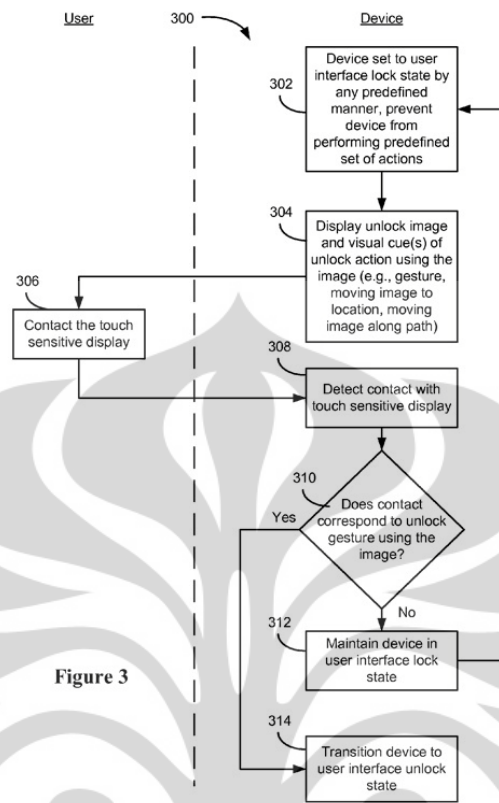 User
300
Device
302
Device set to user
interface lock state by
any predefined
manner, prevent
device from
performing predefined
set of actions
304
Display unlock image
and visual cue(s) of
unlock action using the
image (e.g., gesture,
moving image to
location, moving
image along path)
306
Contact the touch
sensitive display
308
Detect contact with
touch sensitive display
310
Does contact
correspond to unlock
gesture using the
image?
Yes
No
312
Maintain device in
user interface lock
state
Figure 3
314
Transition device to
user interface unlock
state